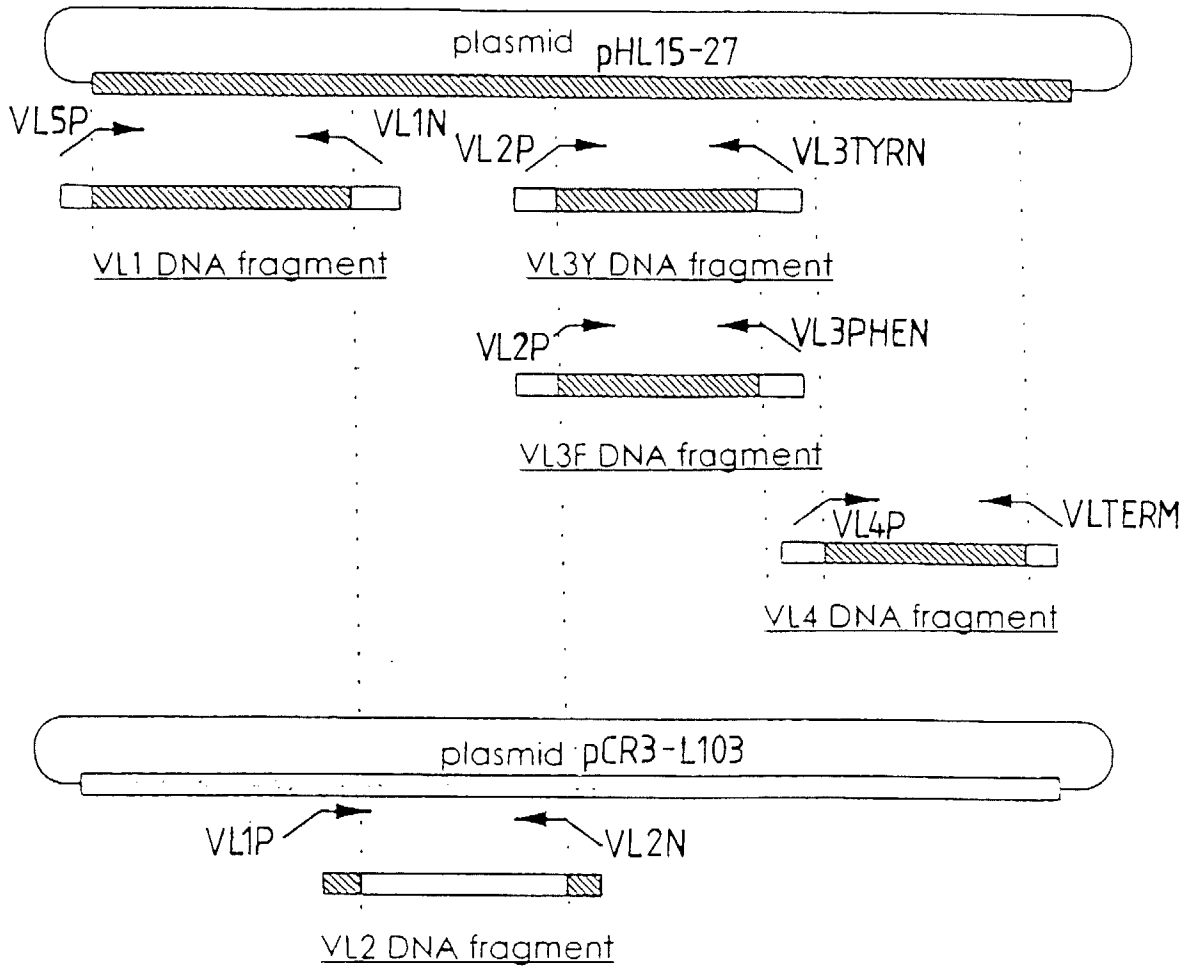 plasmid pHL15-27
VL5P
VL1N
VL2P
VL3TYRN
VL1 DNA fragment
VL3Y DNA fragment
VL2P
VL3PHEN
VL3F DNA fragment
VL4P
VLTERM
VL4 DNA fragment
plasmid pCR3-L103
VL1P
VL2N
VL2 DNA fragment